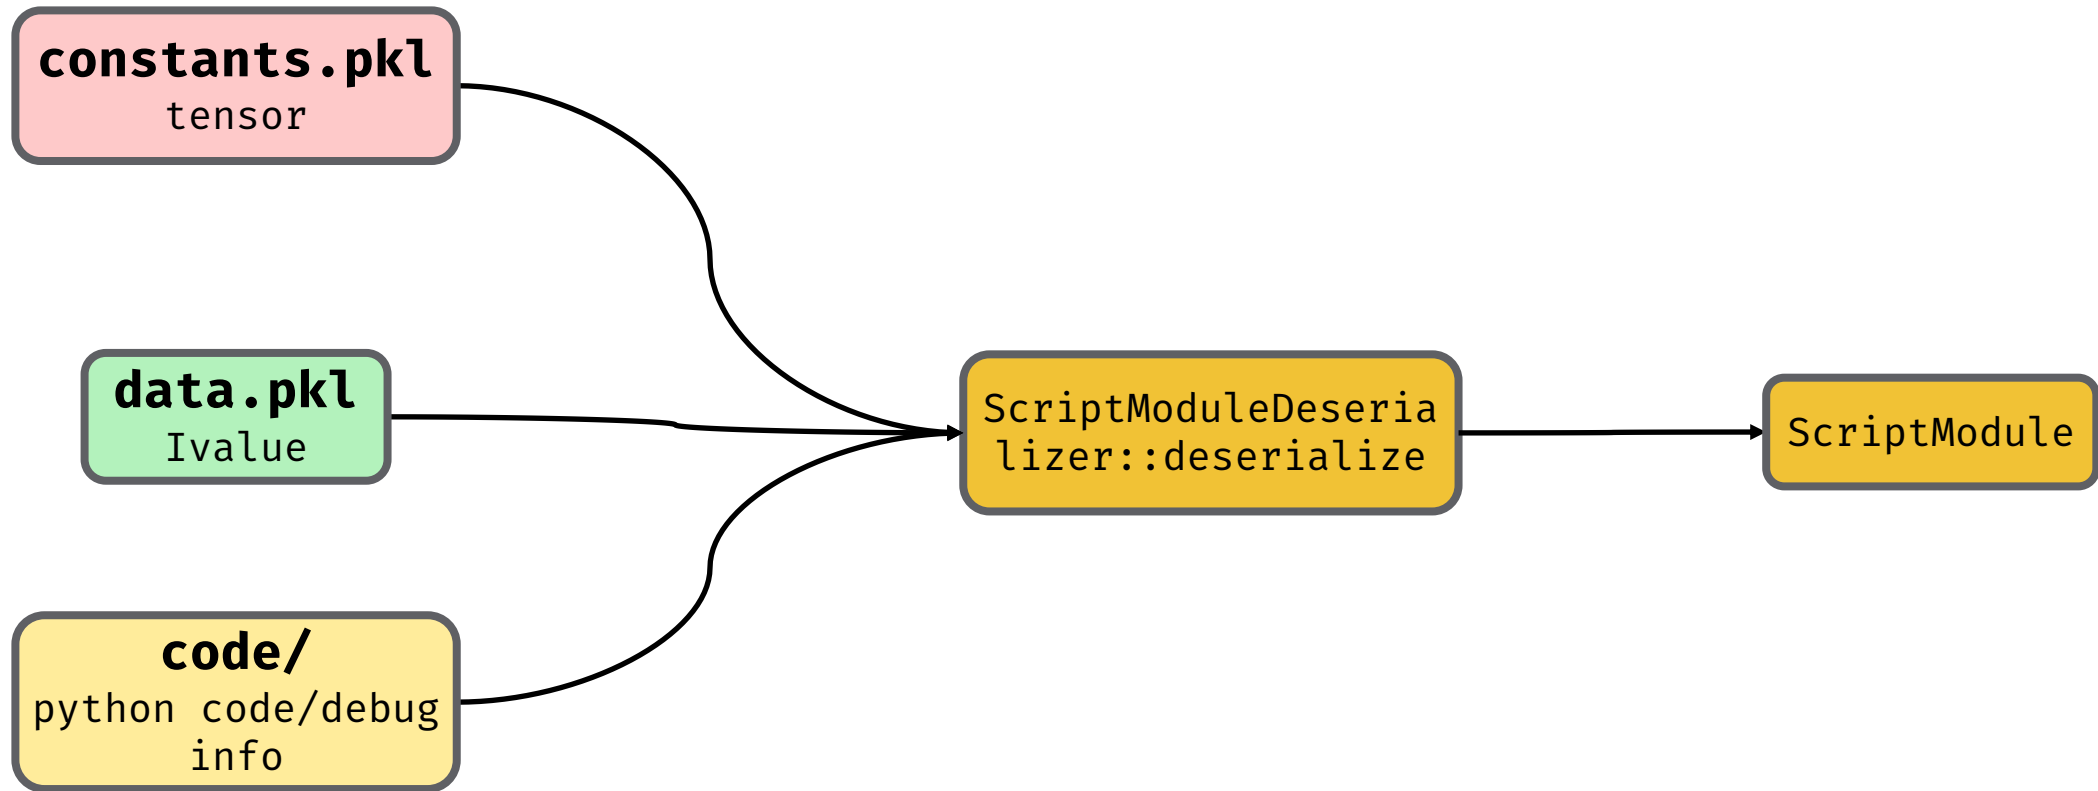 constants.pkl
tensor
data.pkl
Ivalue
code/
python code/debug
info
ScriptModuleDeseria
lizer::deserialize
ScriptModule